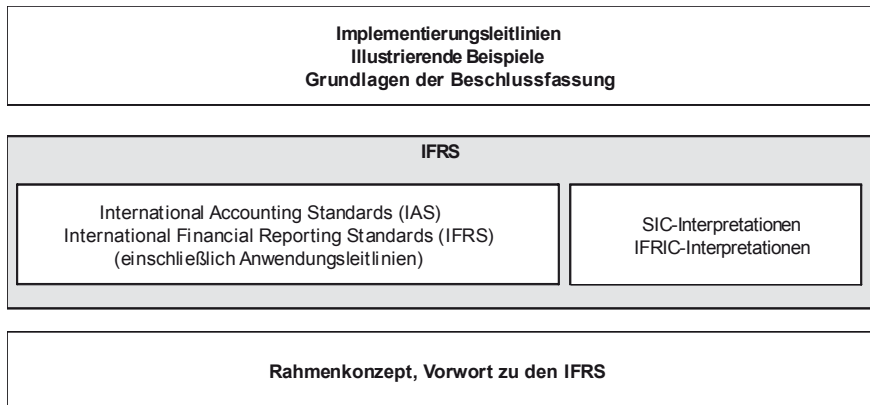 Implementierungsleitlinien
Illustrierende Beispiele
Grundlagen der Beschlussfassung
IFRS
International Accounting Standards (IAS)
International Financial Reporting Standards (IFRS)
(einschließlich Anwendungsleitlinien)
SIC-Interpretationen
IFRIC-Interpretationen
Rahmenkonzept, Vorwort zu den IFRS